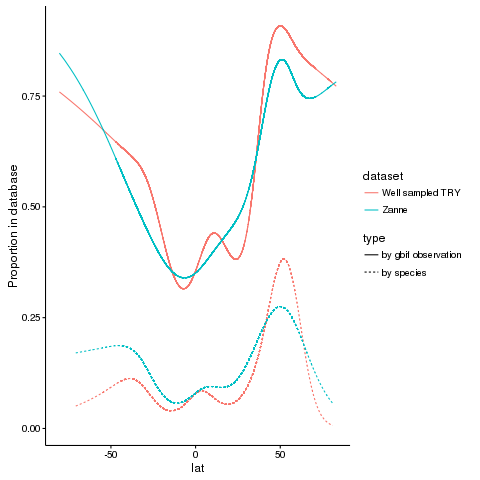 Proportion in database
0.75
0.50
0.25
0.00
-50
0
50
lat
dataset
Well sampled TRY
Zanne
type
by gbif observation
by species